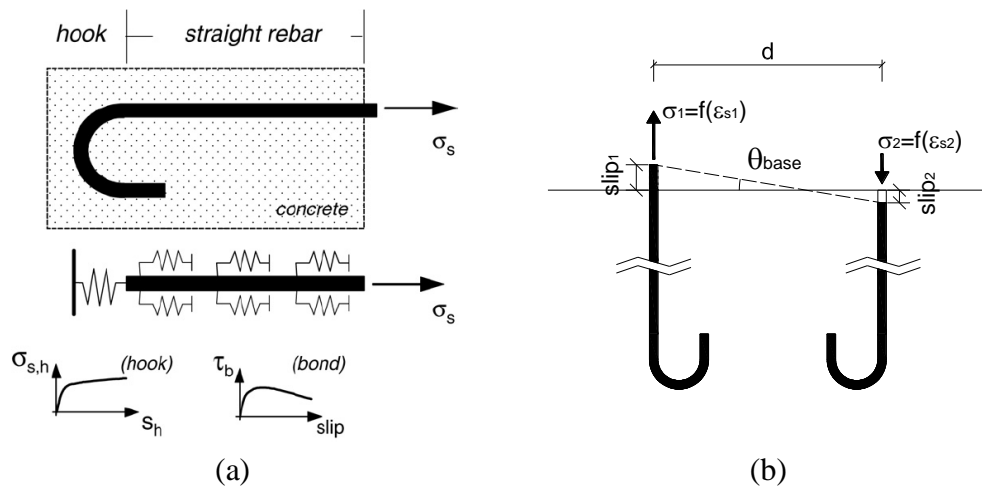 hook straight rebar
σs
concrete
σs
σs,h (hook)
sh
τb (bond)
slip
(a)
d
σ1=f(εs1)
σ2=f(εs2)
slip1
θbase
slip2
(b)